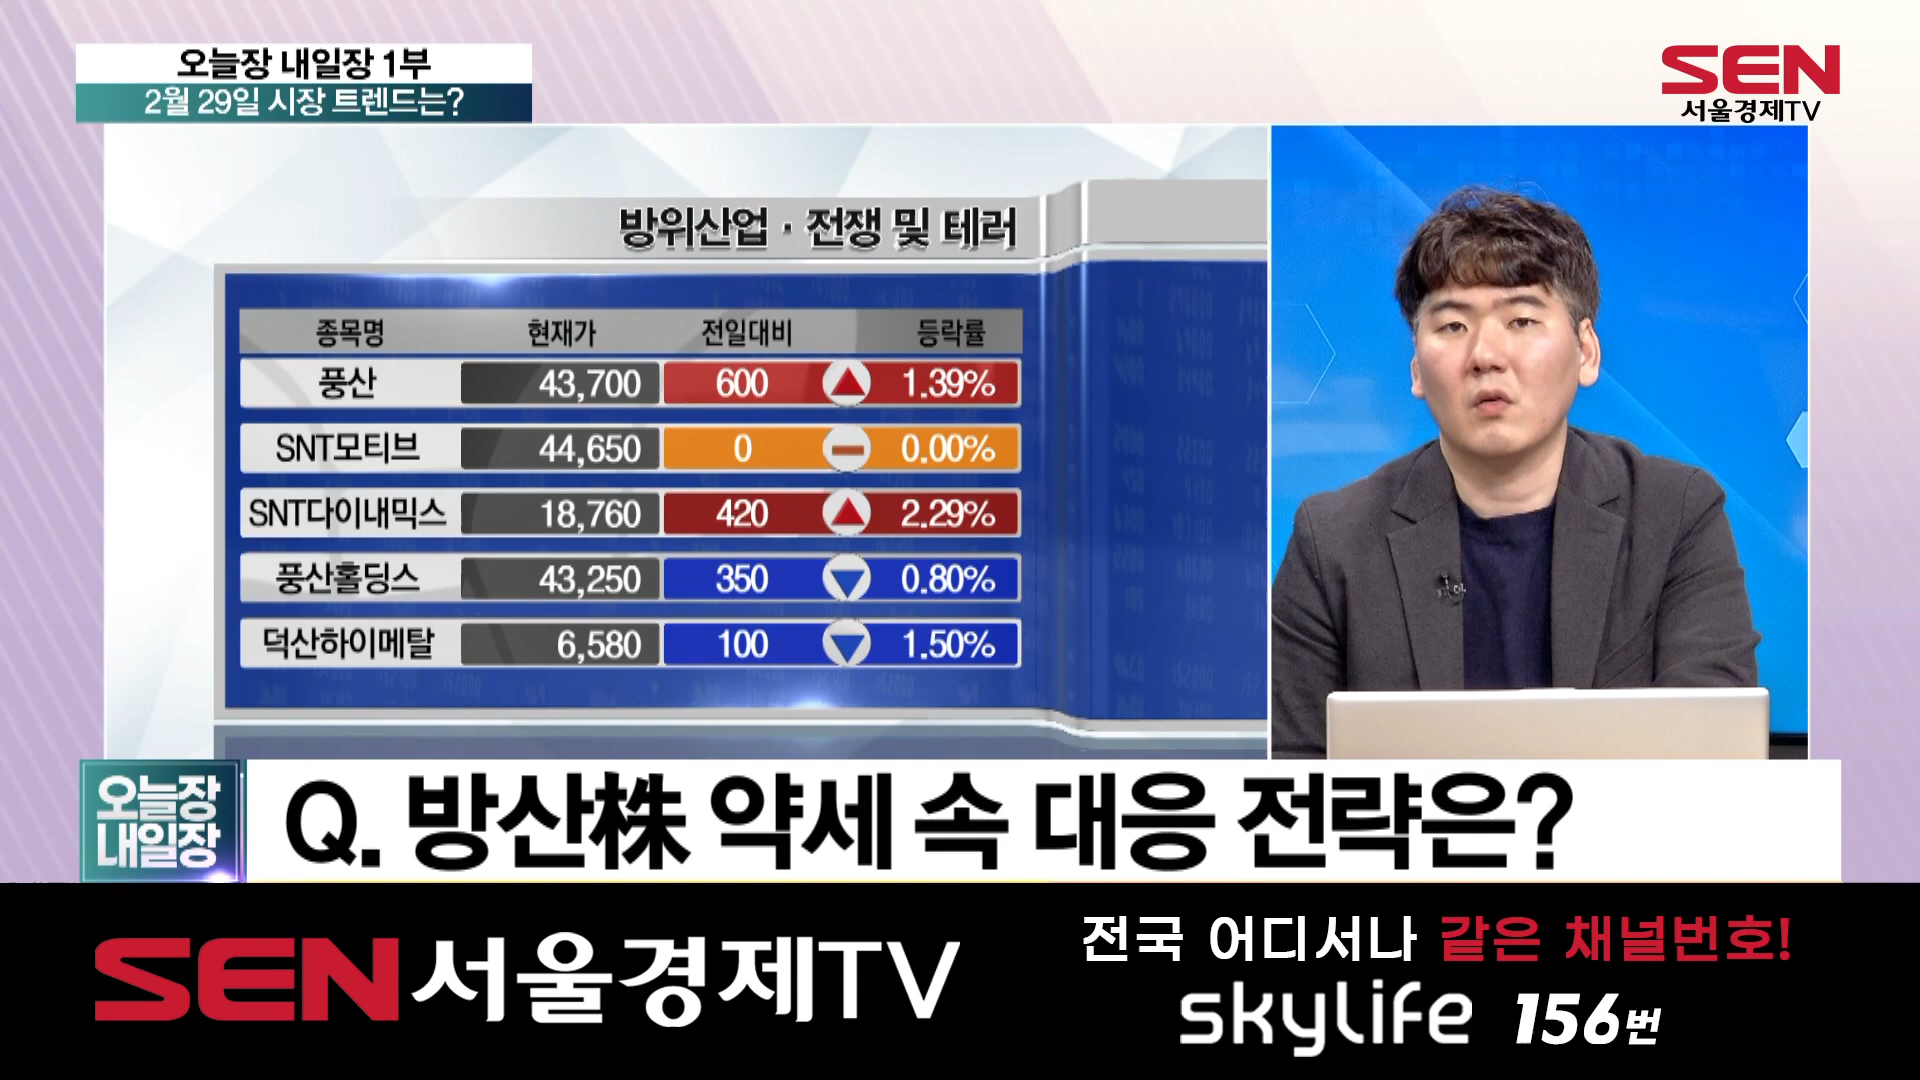 오늘장 내일장 1부
2월 29일 시장 트렌드는?
SEN
서울경제TV
방위산업·전쟁 및 테러
종목명 현재가 전일대비 등락률
풍산 43,700 600 1.39%
SNT모티브 44,650 0 0.00%
SNT다이내믹스 18,760 420 2.29%
풍산홀딩스 43,250 350 0.80%
덕산하이메탈 6,580 100 1.50%
오늘장
내일장
Q. 방산株 약세 속 대응 전략은?
SEN서울경제TV
전국 어디서나 같은 채널번호!
skylife 156번